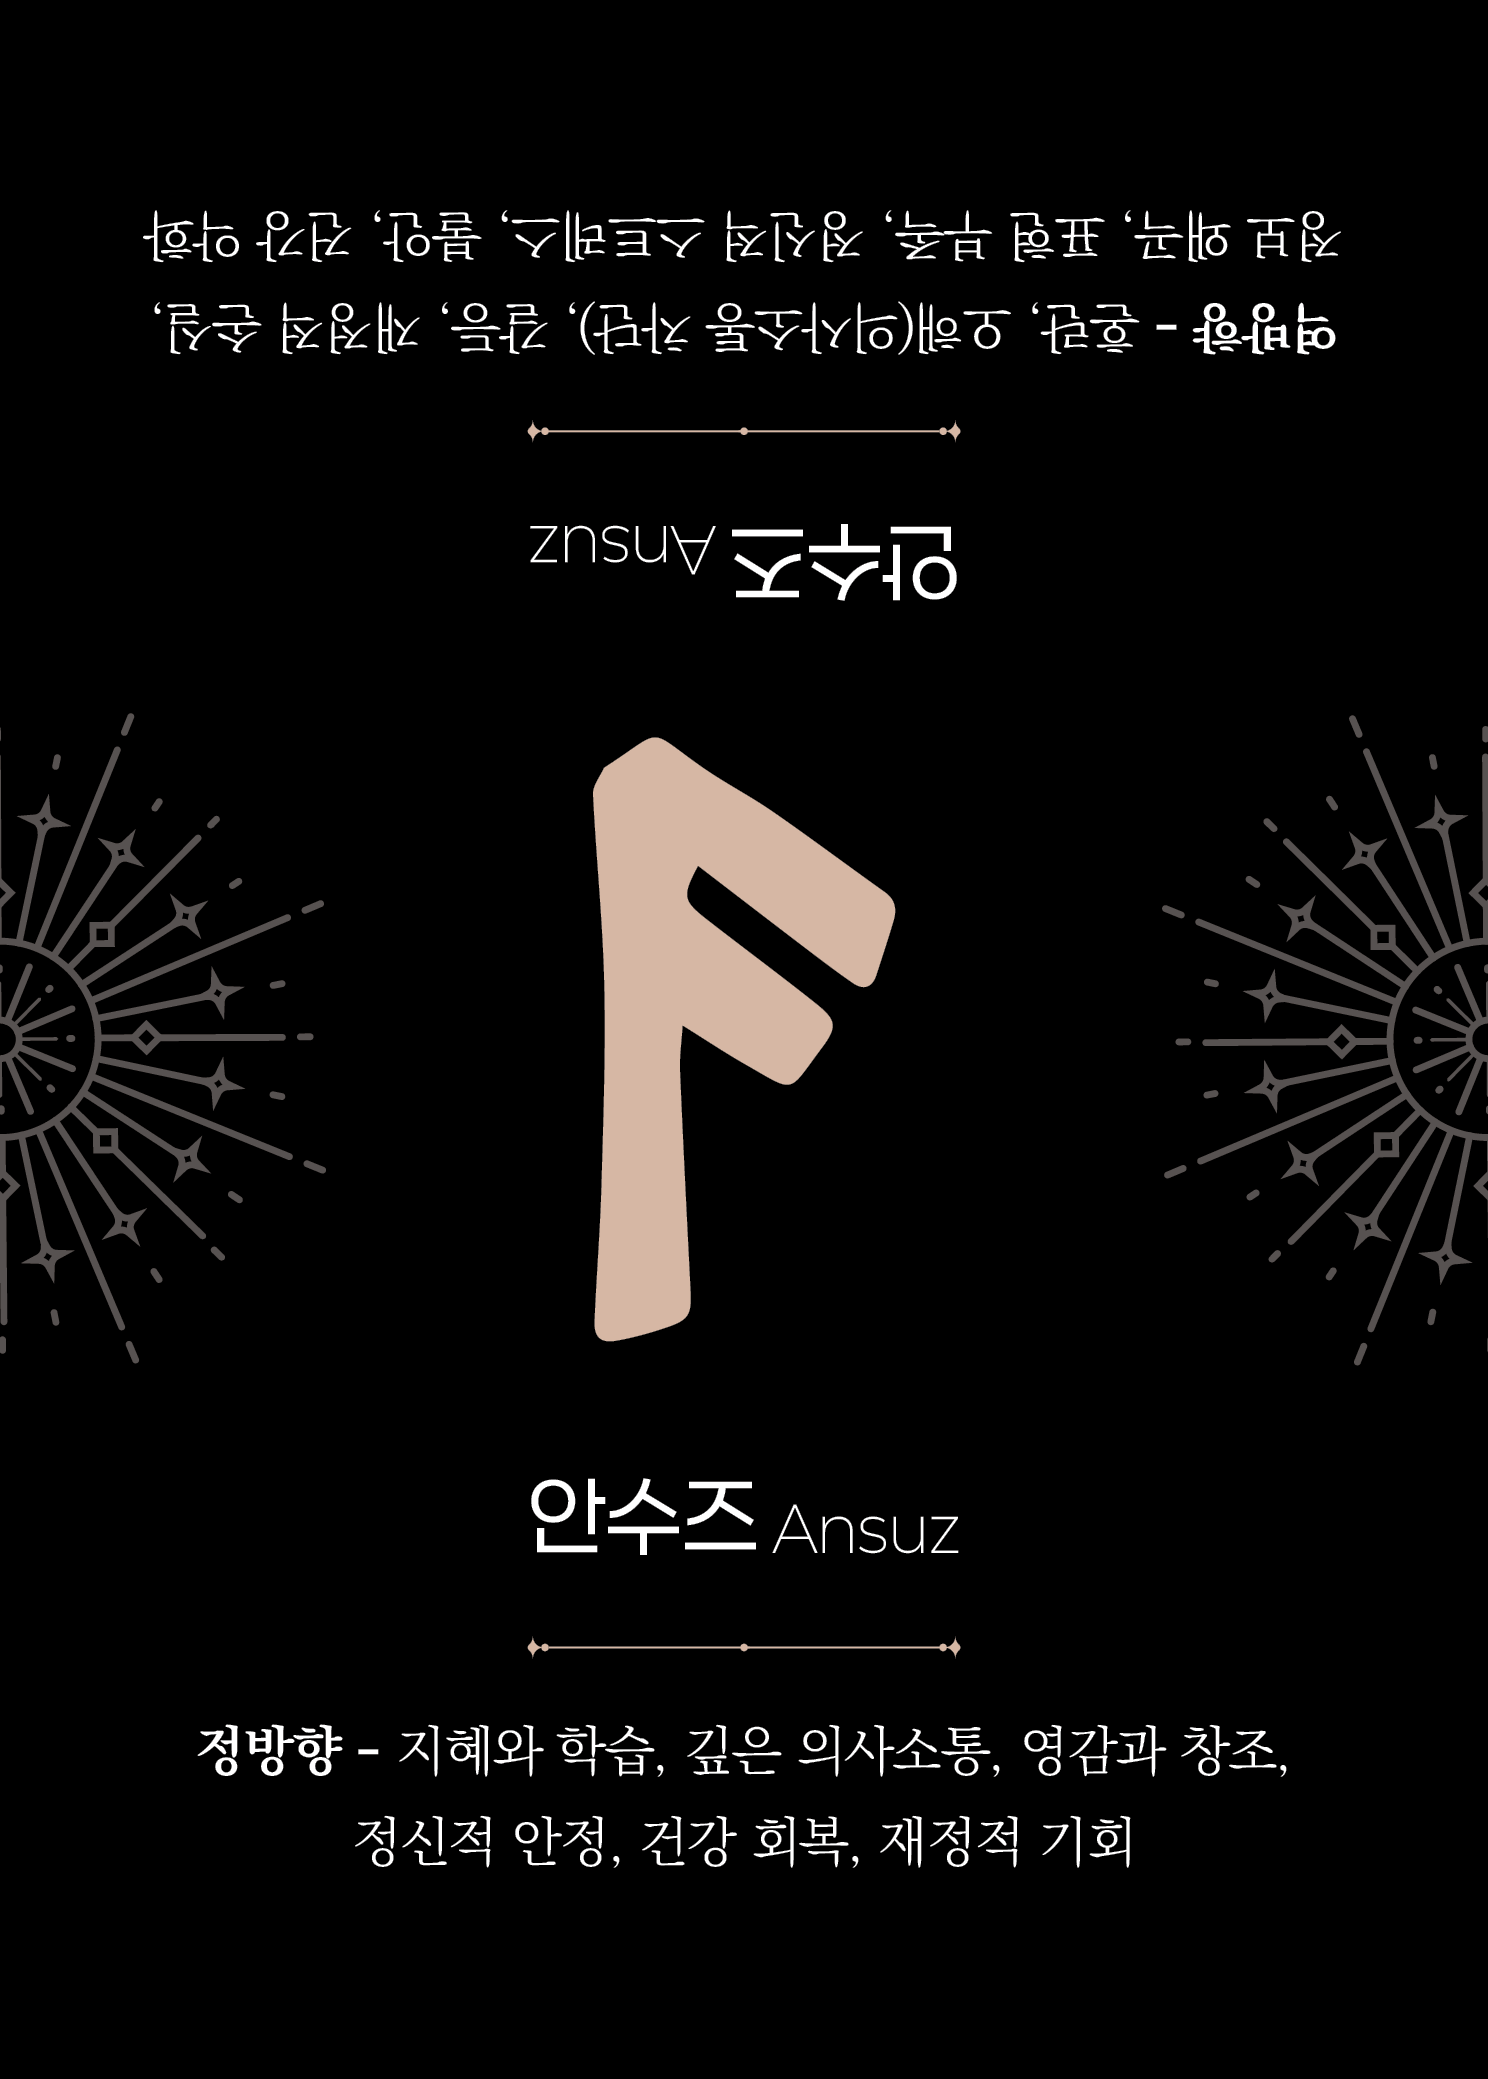 역방향 - 혼란, 오해(의사소통 차단), 갈등, 재정적 손실,
정보 왜곡, 표현 부족, 정신적 스트레스, 불안, 건강 악화
안수즈 Ansuz
안수즈 Ansuz
정방향 - 지혜와 학습, 깊은 의사소통, 영감과 창조,
정신적 안정, 건강 회복, 재정적 기회